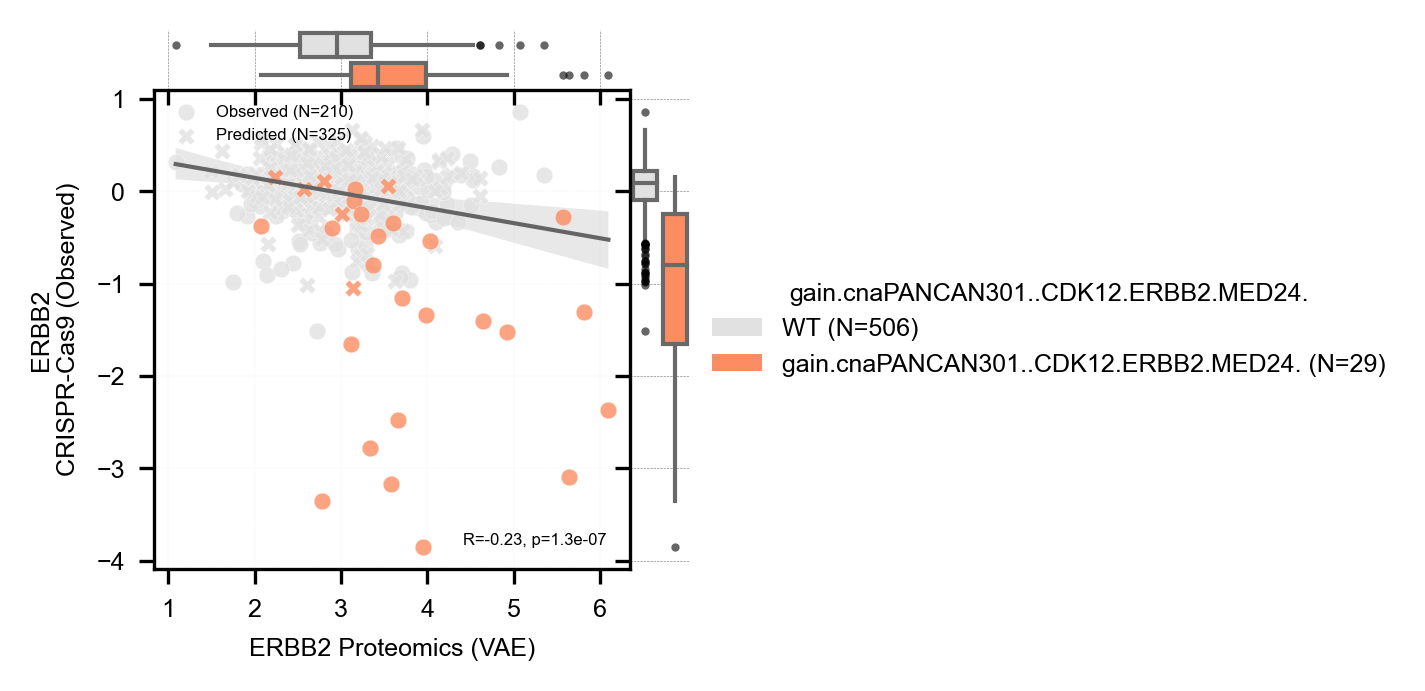 Observed (N=210)
Predicted (N=325)
1
0
−1
−2
−3
−4
ERBB2
CRISPR-Cas9 (Observed)
R=-0.23, p=1.3e-07
1 2 3 4 5 6
ERBB2 Proteomics (VAE)
gain.cnaPANCAN301..CDK12.ERBB2.MED24.
WT (N=506)
gain.cnaPANCAN301..CDK12.ERBB2.MED24. (N=29)